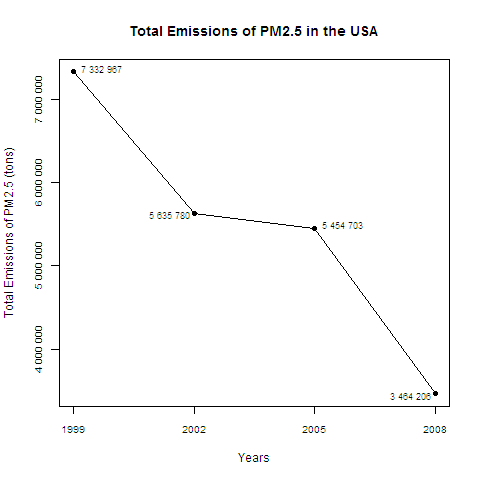 Total Emissions of PM2.5 in the USA
Total Emissions of PM2.5 (tons)
7 000 000
6 000 000
5 000 000
4 000 000
7 332 967
5 635 780
5 454 703
3 464 206
1999
2002
2005
2008
Years